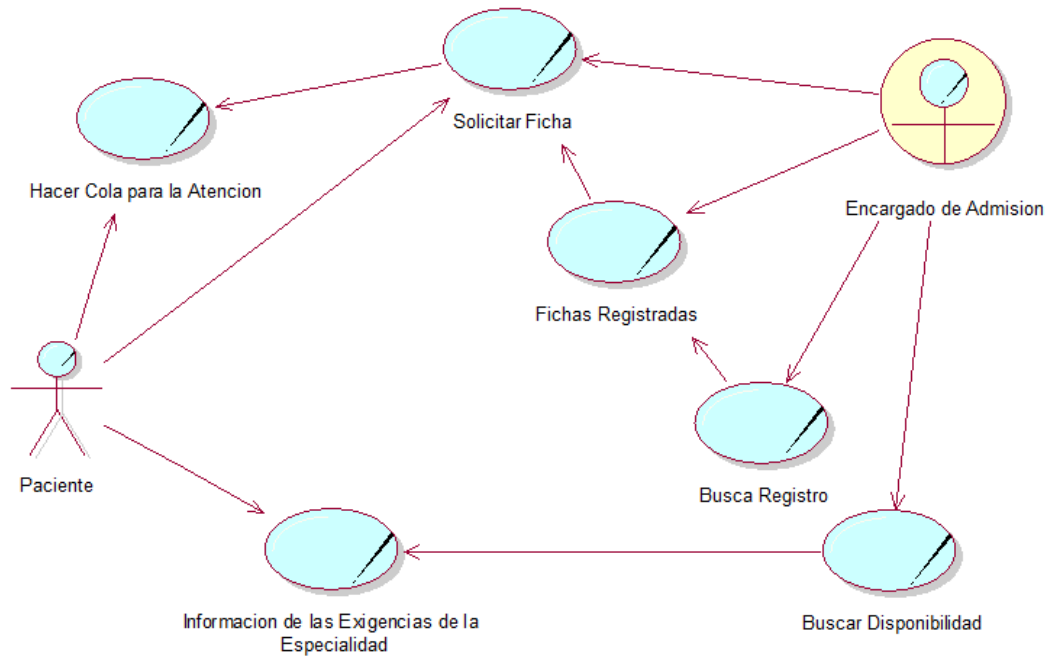 Solicitar Ficha
Hacer Cola para la Atencion
Encargado de Admision
Fichas Registradas
Paciente
Busca Registro
Informacion de las Exigencias de la
Especialidad
Buscar Disponibilidad